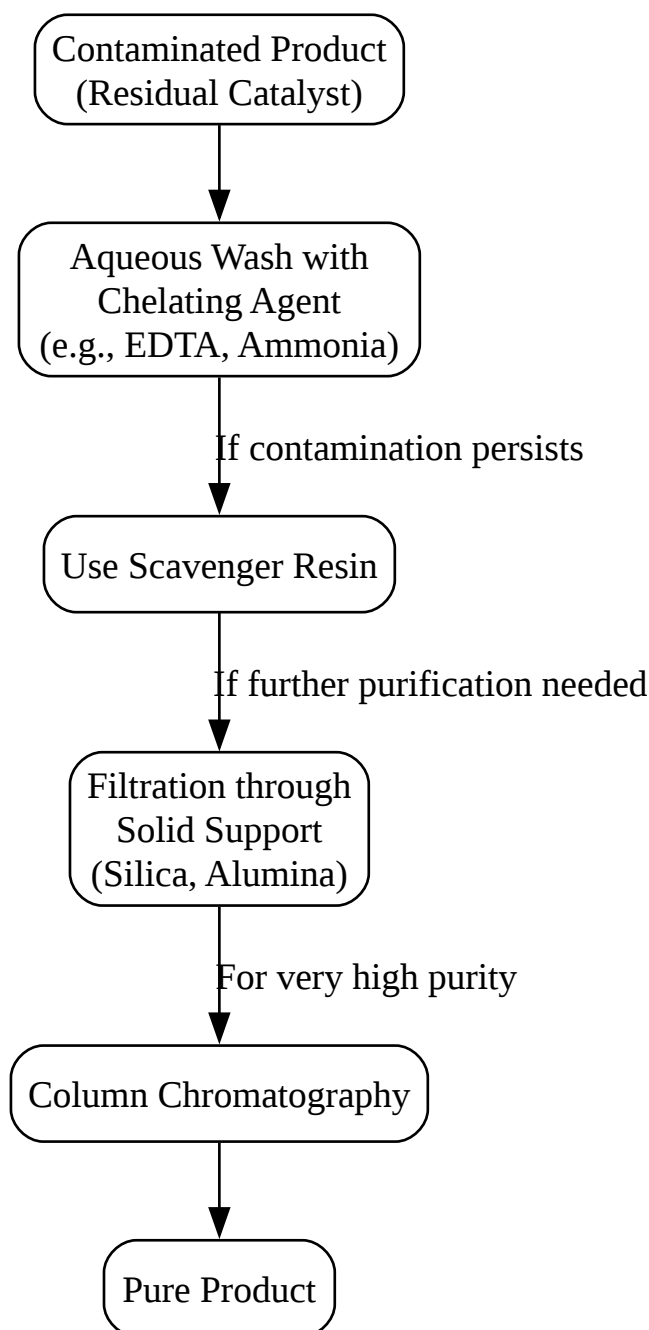 Contaminated Product
(Residual Catalyst)
Aqueous Wash with
Chelating Agent
(e.g., EDTA, Ammonia)
If contamination persists
Use Scavenger Resin
If further purification needed
Filtration through
Solid Support
(Silica, Alumina)
For very high purity
Column Chromatography
Pure Product